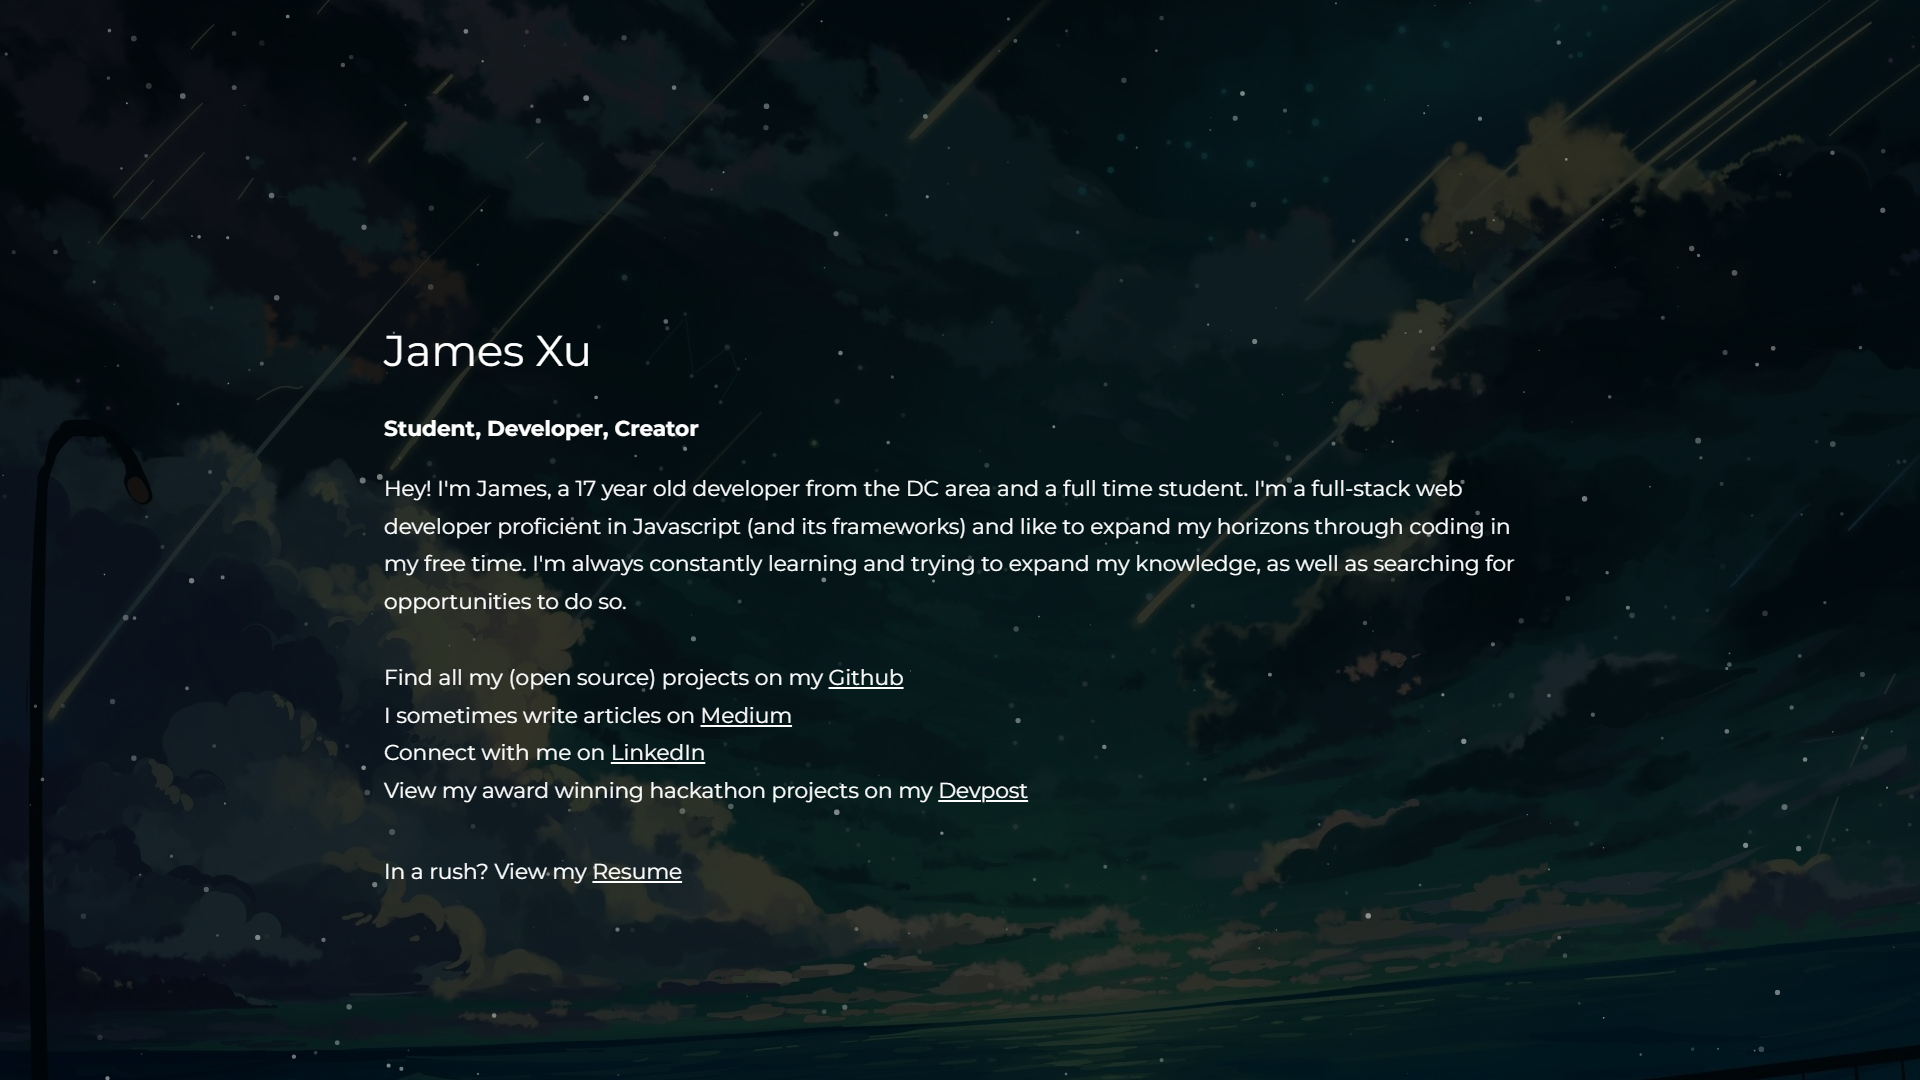 James Xu
Student, Developer, Creator
Hey! I'm James, a 17 year old developer from the DC area and a full time student. I'm a full-stack web
developer proficient in Javascript (and its frameworks) and like to expand my horizons through coding in
my free time. I'm always constantly learning and trying to expand my knowledge, as well as searching for
opportunities to do so.
Find all my (open source) projects on my Github
I sometimes write articles on Medium
Connect with me on LinkedIn
View my award winning hackathon projects on my Devpost
In a rush? View my Resume